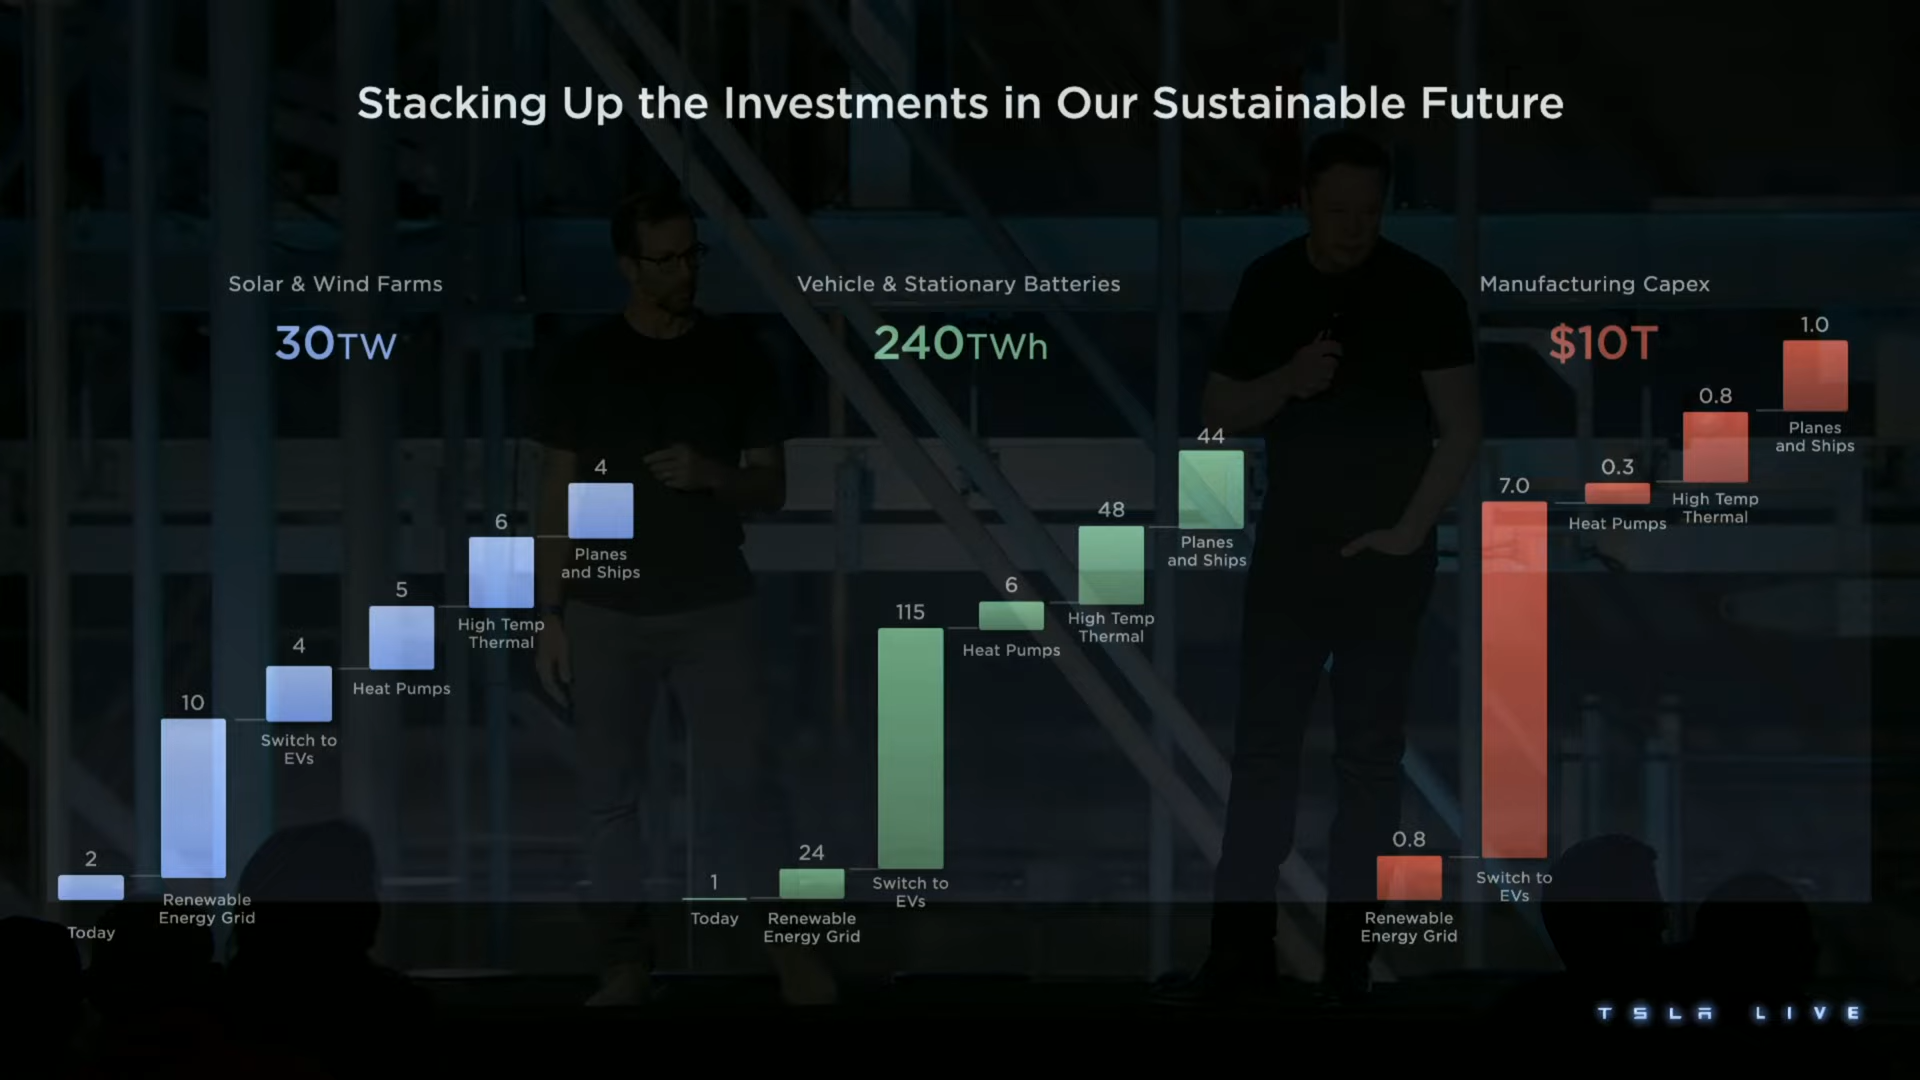 Stacking Up the Investments in Our Sustainable Future
Solar & Wind Farms
30TW
2
Today
10
Renewable
Energy Grid
4
Switch to
EVs
5
Heat Pumps
6
High Temp
Thermal
4
Planes
and Ships
Vehicle & Stationary Batteries
240TWh
1
Today
24
Renewable
Energy Grid
115
Switch to
EVs
6
Heat Pumps
48
High Temp
Thermal
44
Planes
and Ships
Manufacturing Capex
$10T
0.8
Renewable
Energy Grid
7.0
Switch to
EVs
0.3
Heat Pumps
0.8
High Temp
Thermal
1.0
Planes
and Ships
TSLA LIVE